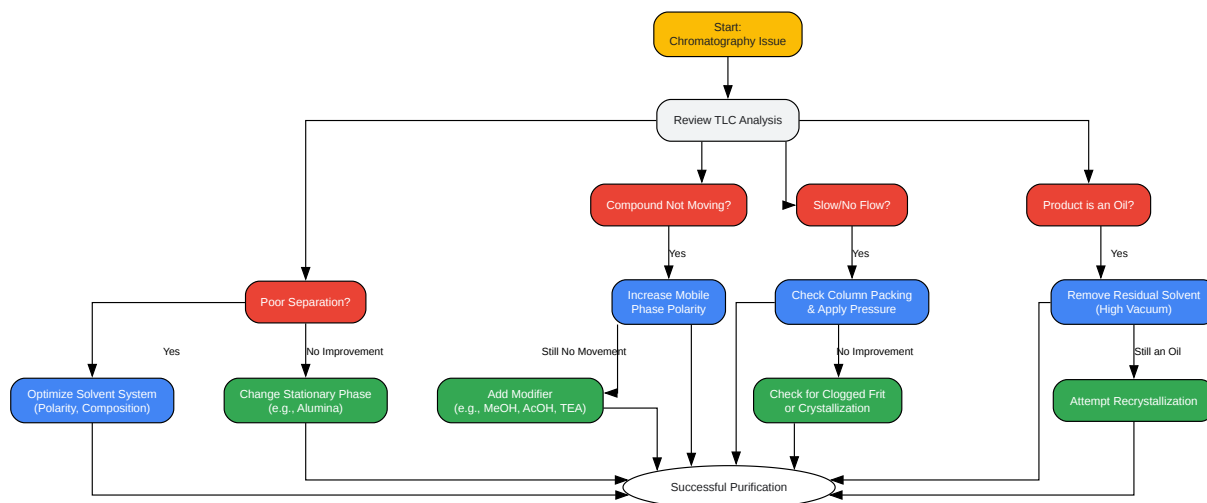 Start:
Chromatography Issue
Review TLC Analysis
Compound Not Moving?
Slow/No Flow?
Product is an Oil?
Yes
Yes
Yes
Poor Separation?
Increase Mobile
Phase Polarity
Check Column Packing
& Apply Pressure
Remove Residual Solvent
(High Vacuum)
Yes
No Improvement
Still No Movement
No Improvement
Still an Oil
Optimize Solvent System
(Polarity, Composition)
Change Stationary Phase
(e.g., Alumina)
Add Modifier
(e.g., MeOH, AcOH, TEA)
Check for Clogged Frit
or Crystallization
Attempt Recrystallization
Successful Purification